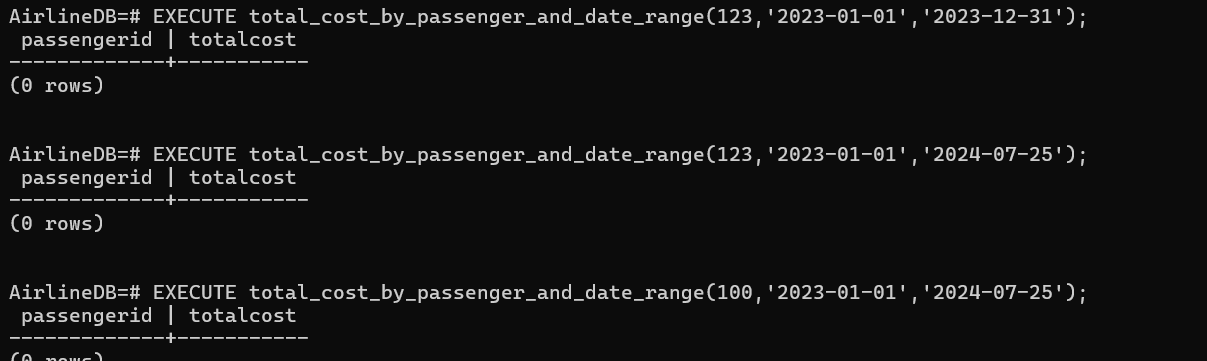 AirlineDB=# EXECUTE total_cost_by_passenger_and_date_range(123,'2023-01-01','2023-12-31');
 passengerid | totalcost
-------------+-----------
(0 rows)
AirlineDB=# EXECUTE total_cost_by_passenger_and_date_range(123,'2023-01-01','2024-07-25');
 passengerid | totalcost
-------------+-----------
(0 rows)
AirlineDB=# EXECUTE total_cost_by_passenger_and_date_range(100,'2023-01-01','2024-07-25');
 passengerid | totalcost
-------------+-----------
(0 rows)